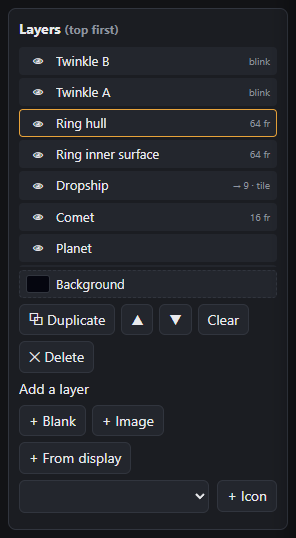 Layers (top first)
Twinkle B blink
Twinkle A blink
Ring hull 64 fr
Ring inner surface 64 fr
Dropship → 9 · tile
Comet 16 fr
Planet
Background
Duplicate ▲ ▼ Clear
Delete
Add a layer
+ Blank + Image
+ From display
+ Icon